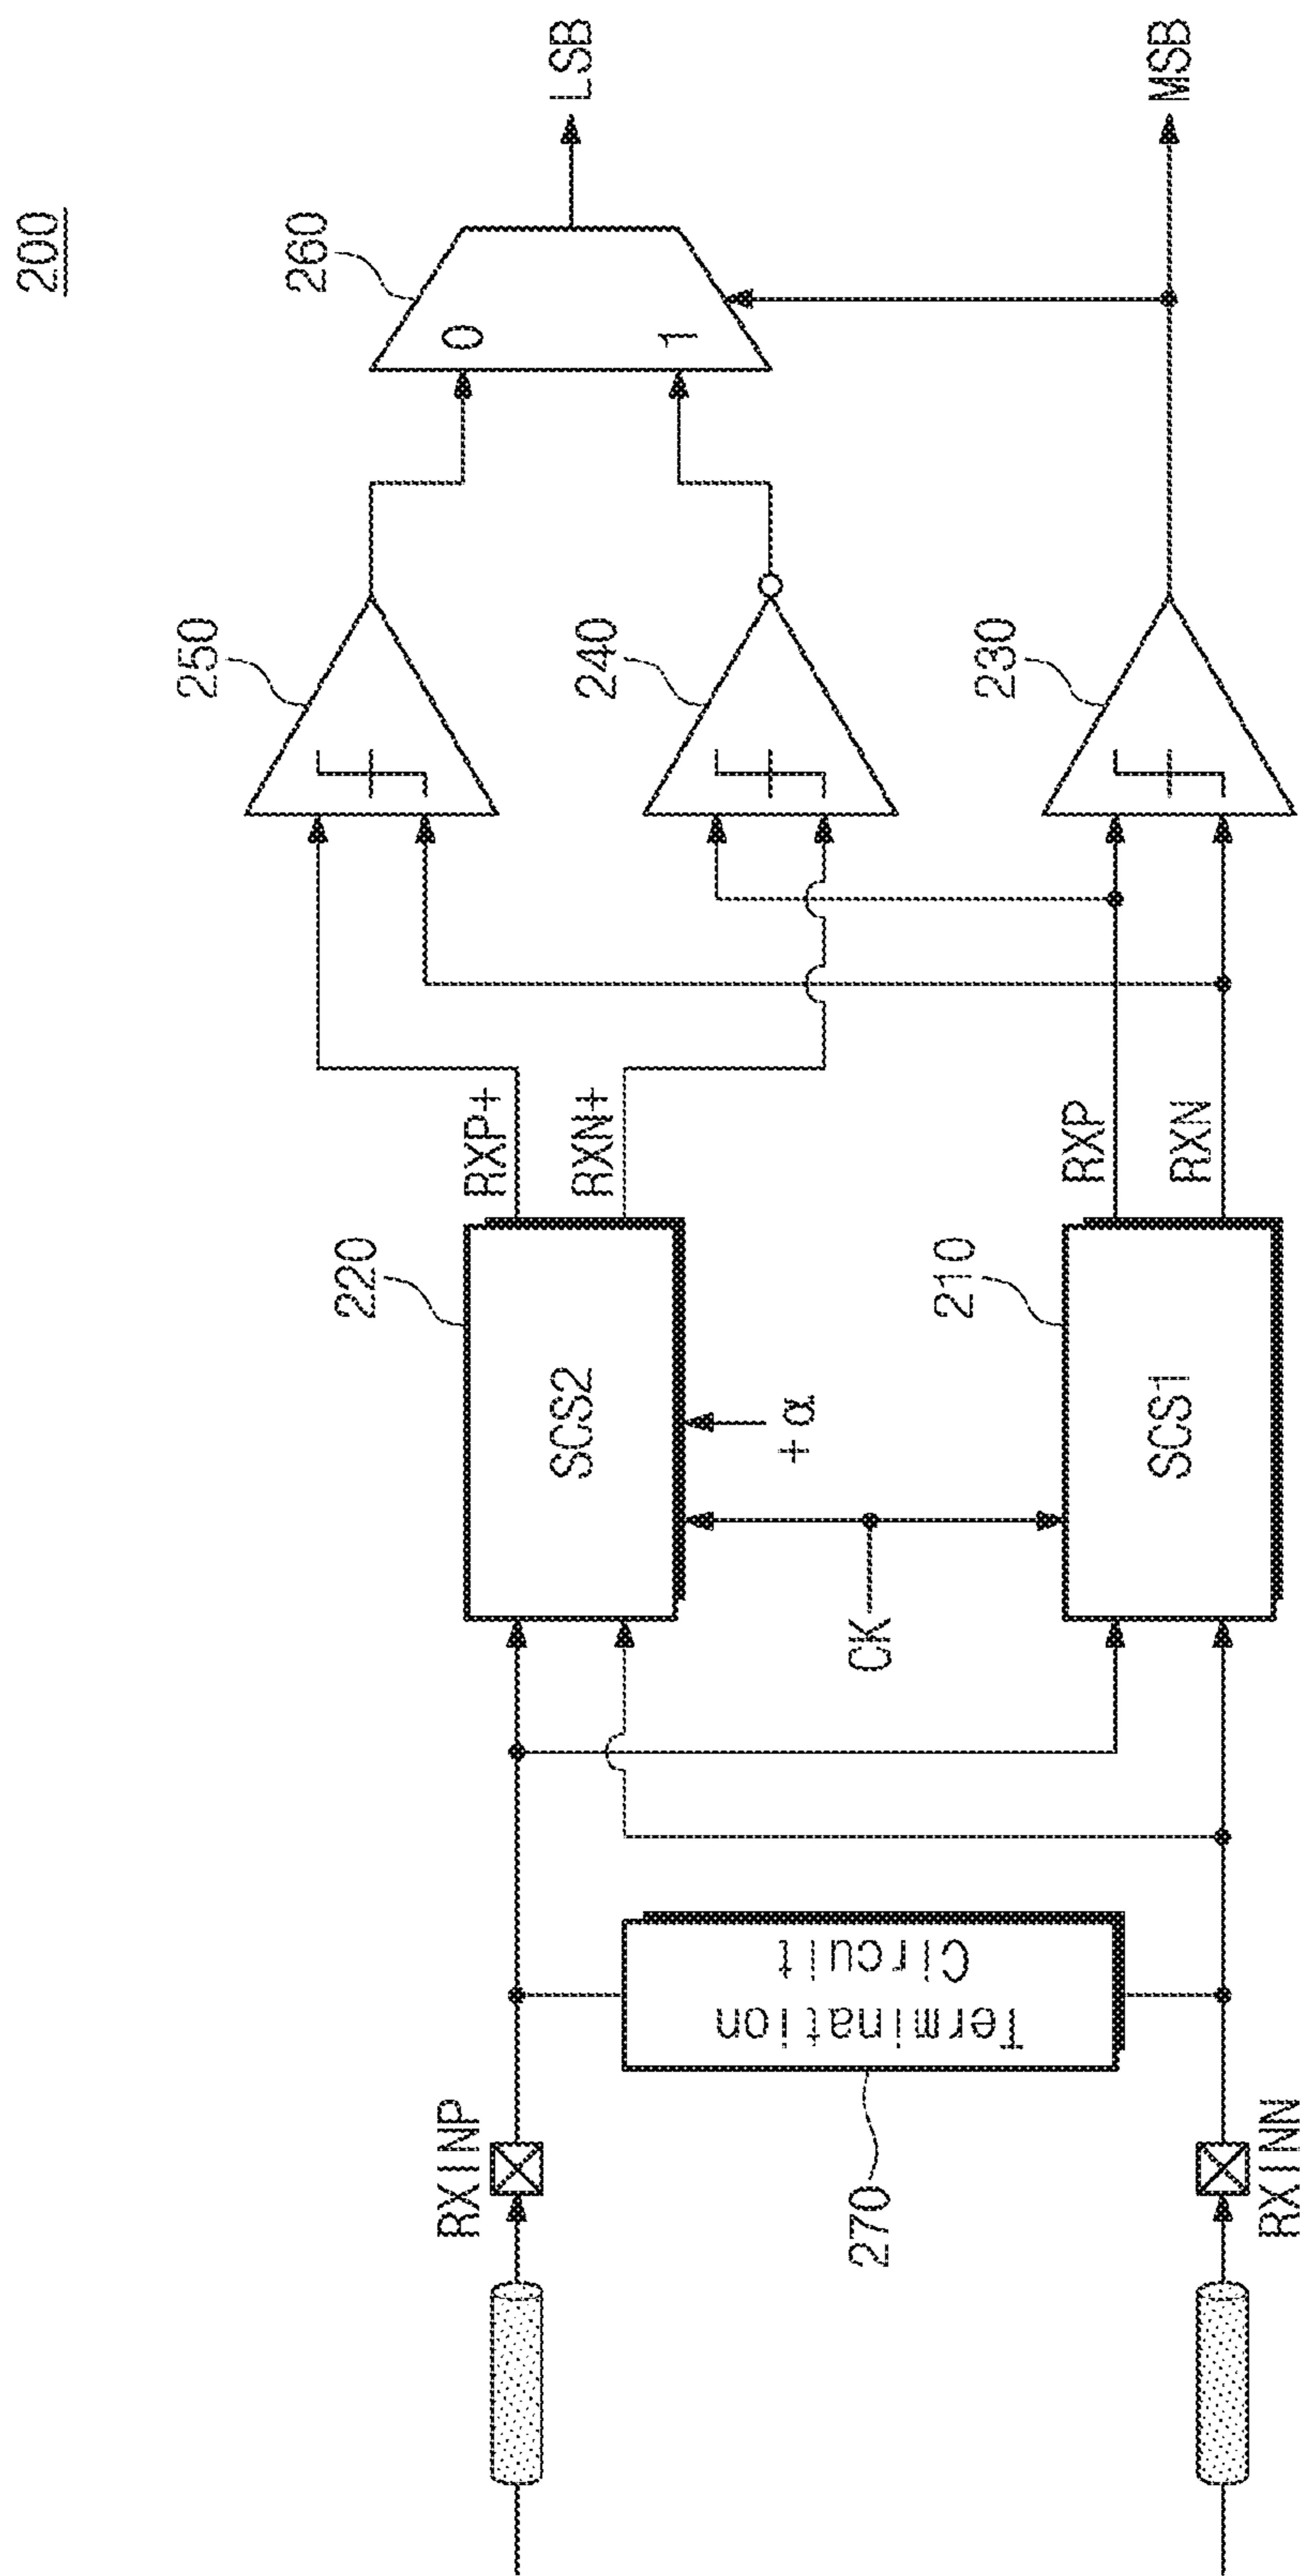 200
LSB
MSB
260
0
1
250
240
230
RXP+
RXN+
RXP
RXN
220
210
SCS2
SCS1
+α
CK
Termination
Circuit
270
RXINP
RXINN